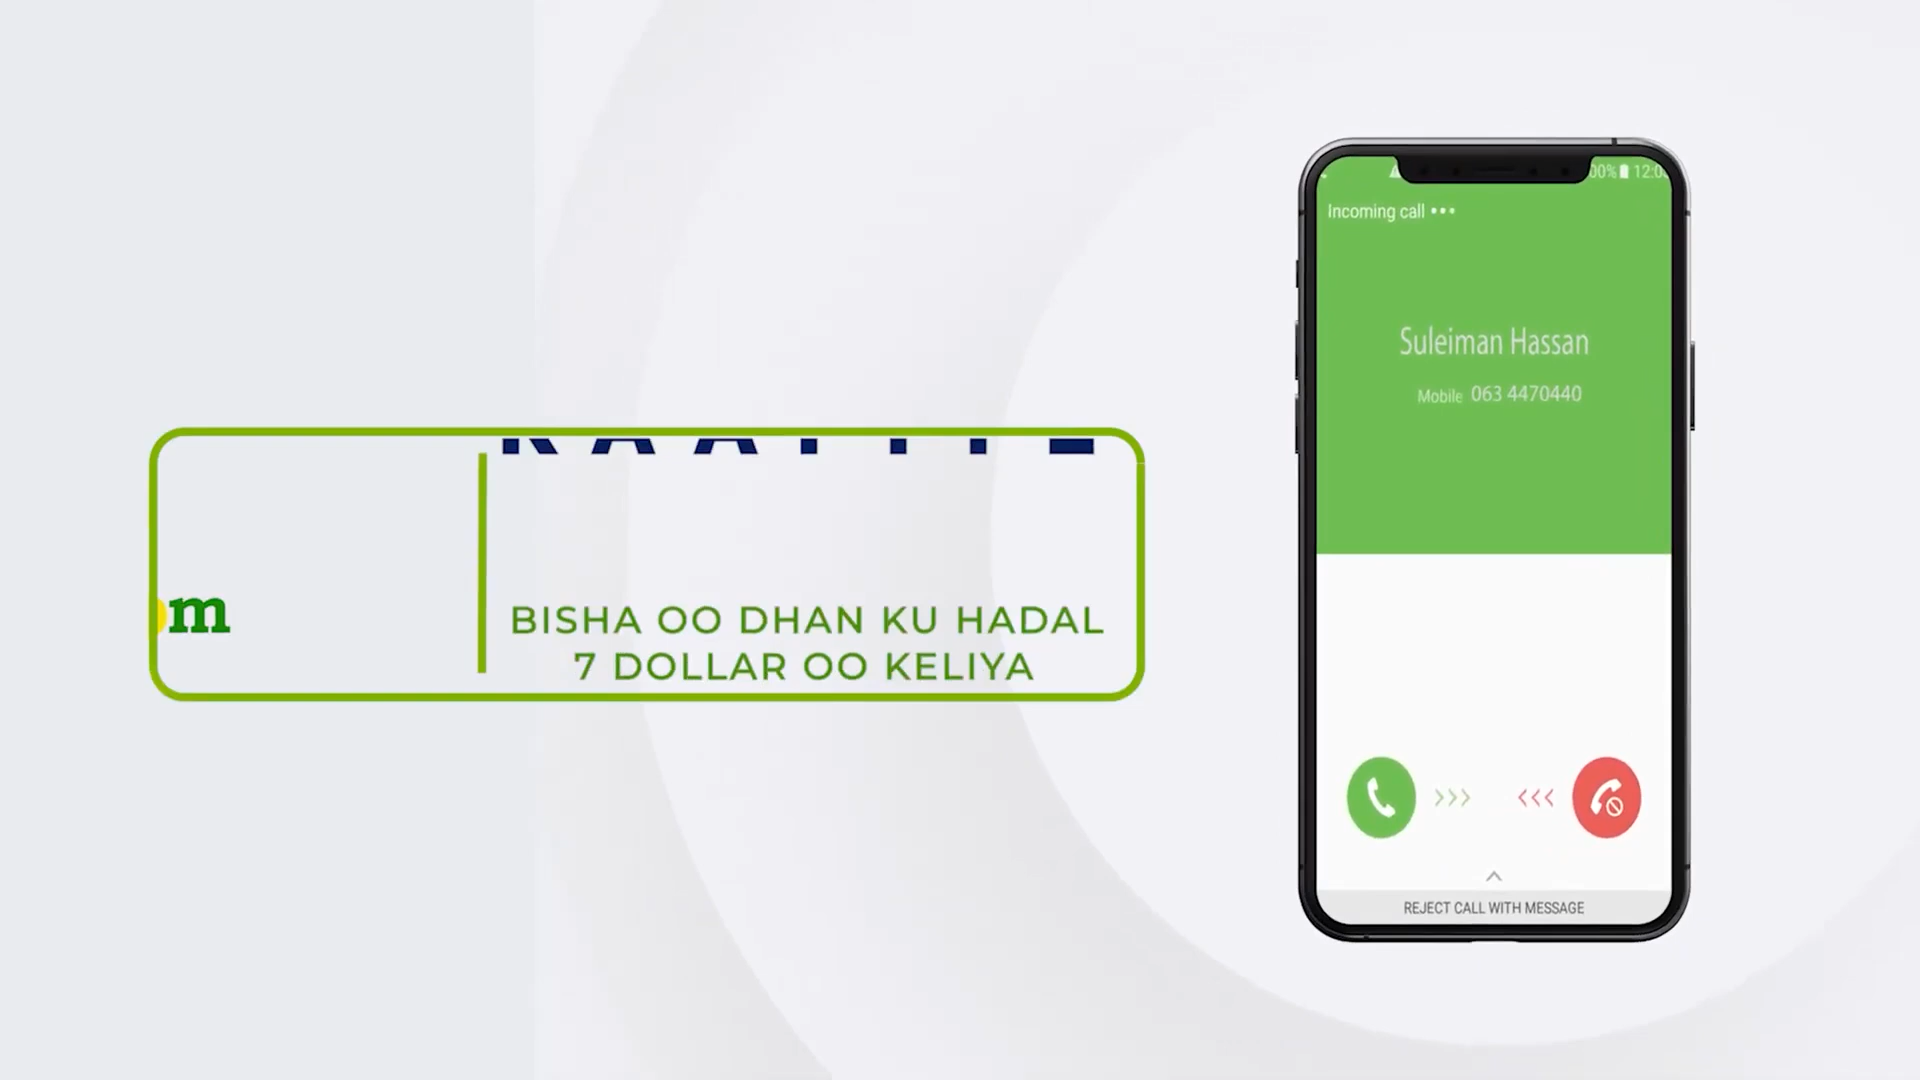 m
BISHA OO DHAN KU HADAL
7 DOLLAR OO KELIYA
Incoming call •••
Suleiman Hassan
Mobile 063 4470440
REJECT CALL WITH MESSAGE